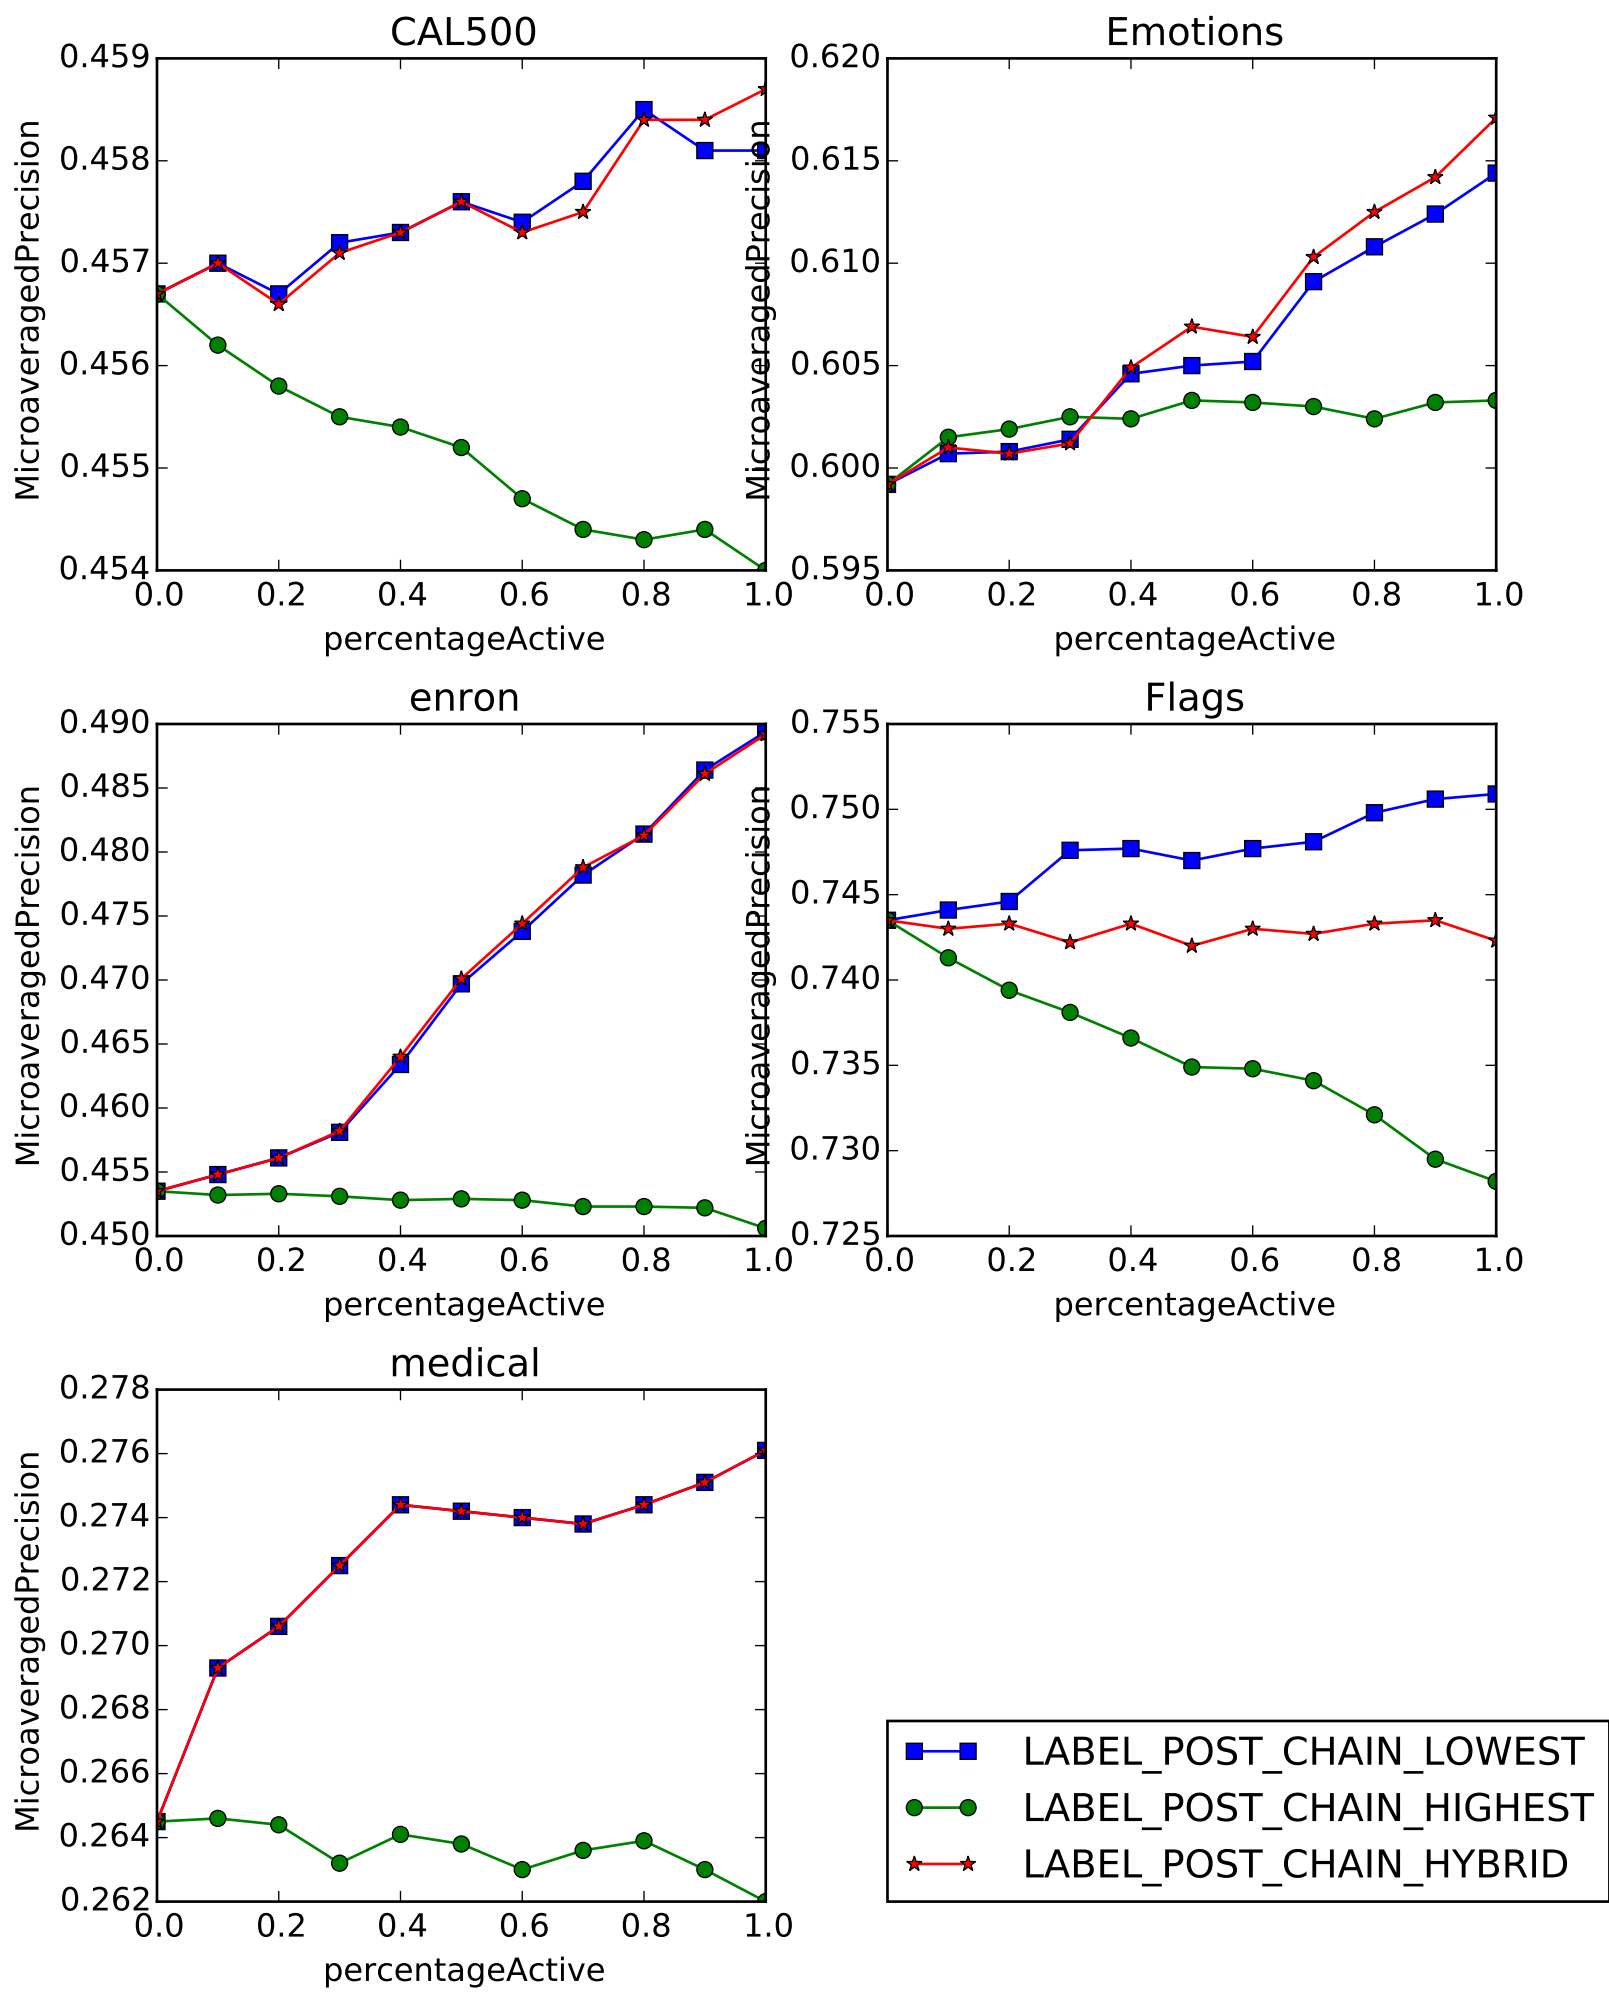 CAL500
0.459
0.458
0.457
0.456
0.455
0.454
0.0 0.2 0.4 0.6 0.8 1.0
percentageActive
MicroaveragedPrecision
Emotions
0.620
0.615
0.610
0.605
0.600
0.595
0.0 0.2 0.4 0.6 0.8 1.0
percentageActive
MicroaveragedPrecision
enron
0.490
0.485
0.480
0.475
0.470
0.465
0.460
0.455
0.450
0.0 0.2 0.4 0.6 0.8 1.0
percentageActive
MicroaveragedPrecision
Flags
0.755
0.750
0.745
0.740
0.735
0.730
0.725
0.0 0.2 0.4 0.6 0.8 1.0
percentageActive
MicroaveragedPrecision
medical
0.278
0.276
0.274
0.272
0.270
0.268
0.266
0.264
0.262
0.0 0.2 0.4 0.6 0.8 1.0
percentageActive
MicroaveragedPrecision
LABEL_POST_CHAIN_LOWEST
LABEL_POST_CHAIN_HIGHEST
LABEL_POST_CHAIN_HYBRID